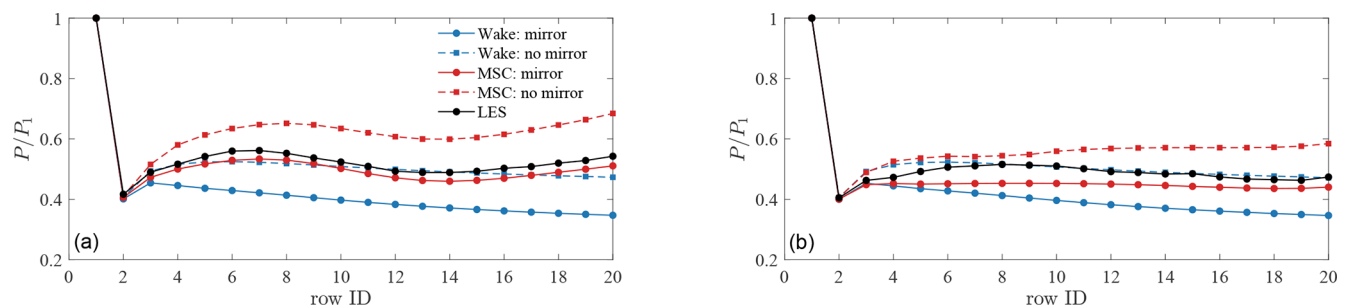 1
0.8
0.6
0.4
0.2
P/P1
0 2 4 6 8 10 12 14 16 18 20
row ID
(a)
Wake: mirror
Wake: no mirror
MSC: mirror
MSC: no mirror
LES
1
0.8
0.6
0.4
0.2
P/P1
0 2 4 6 8 10 12 14 16 18 20
row ID
(b)